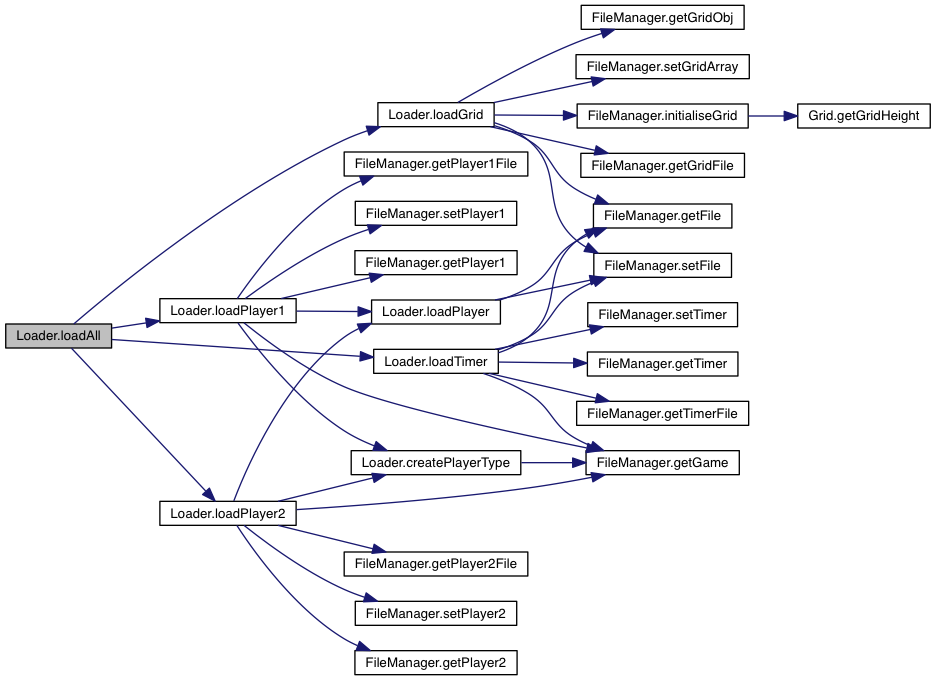 FileManager.getGridObj
FileManager.setGridArray
Loader.loadGrid
FileManager.initialiseGrid
Grid.getGridHeight
FileManager.getPlayer1File
FileManager.getGridFile
FileManager.setPlayer1
FileManager.getFile
FileManager.getPlayer1
FileManager.setFile
Loader.loadPlayer1
Loader.loadPlayer
FileManager.setTimer
Loader.loadAll
Loader.loadTimer
FileManager.getTimer
FileManager.getTimerFile
Loader.createPlayerType
FileManager.getGame
Loader.loadPlayer2
FileManager.getPlayer2File
FileManager.setPlayer2
FileManager.getPlayer2